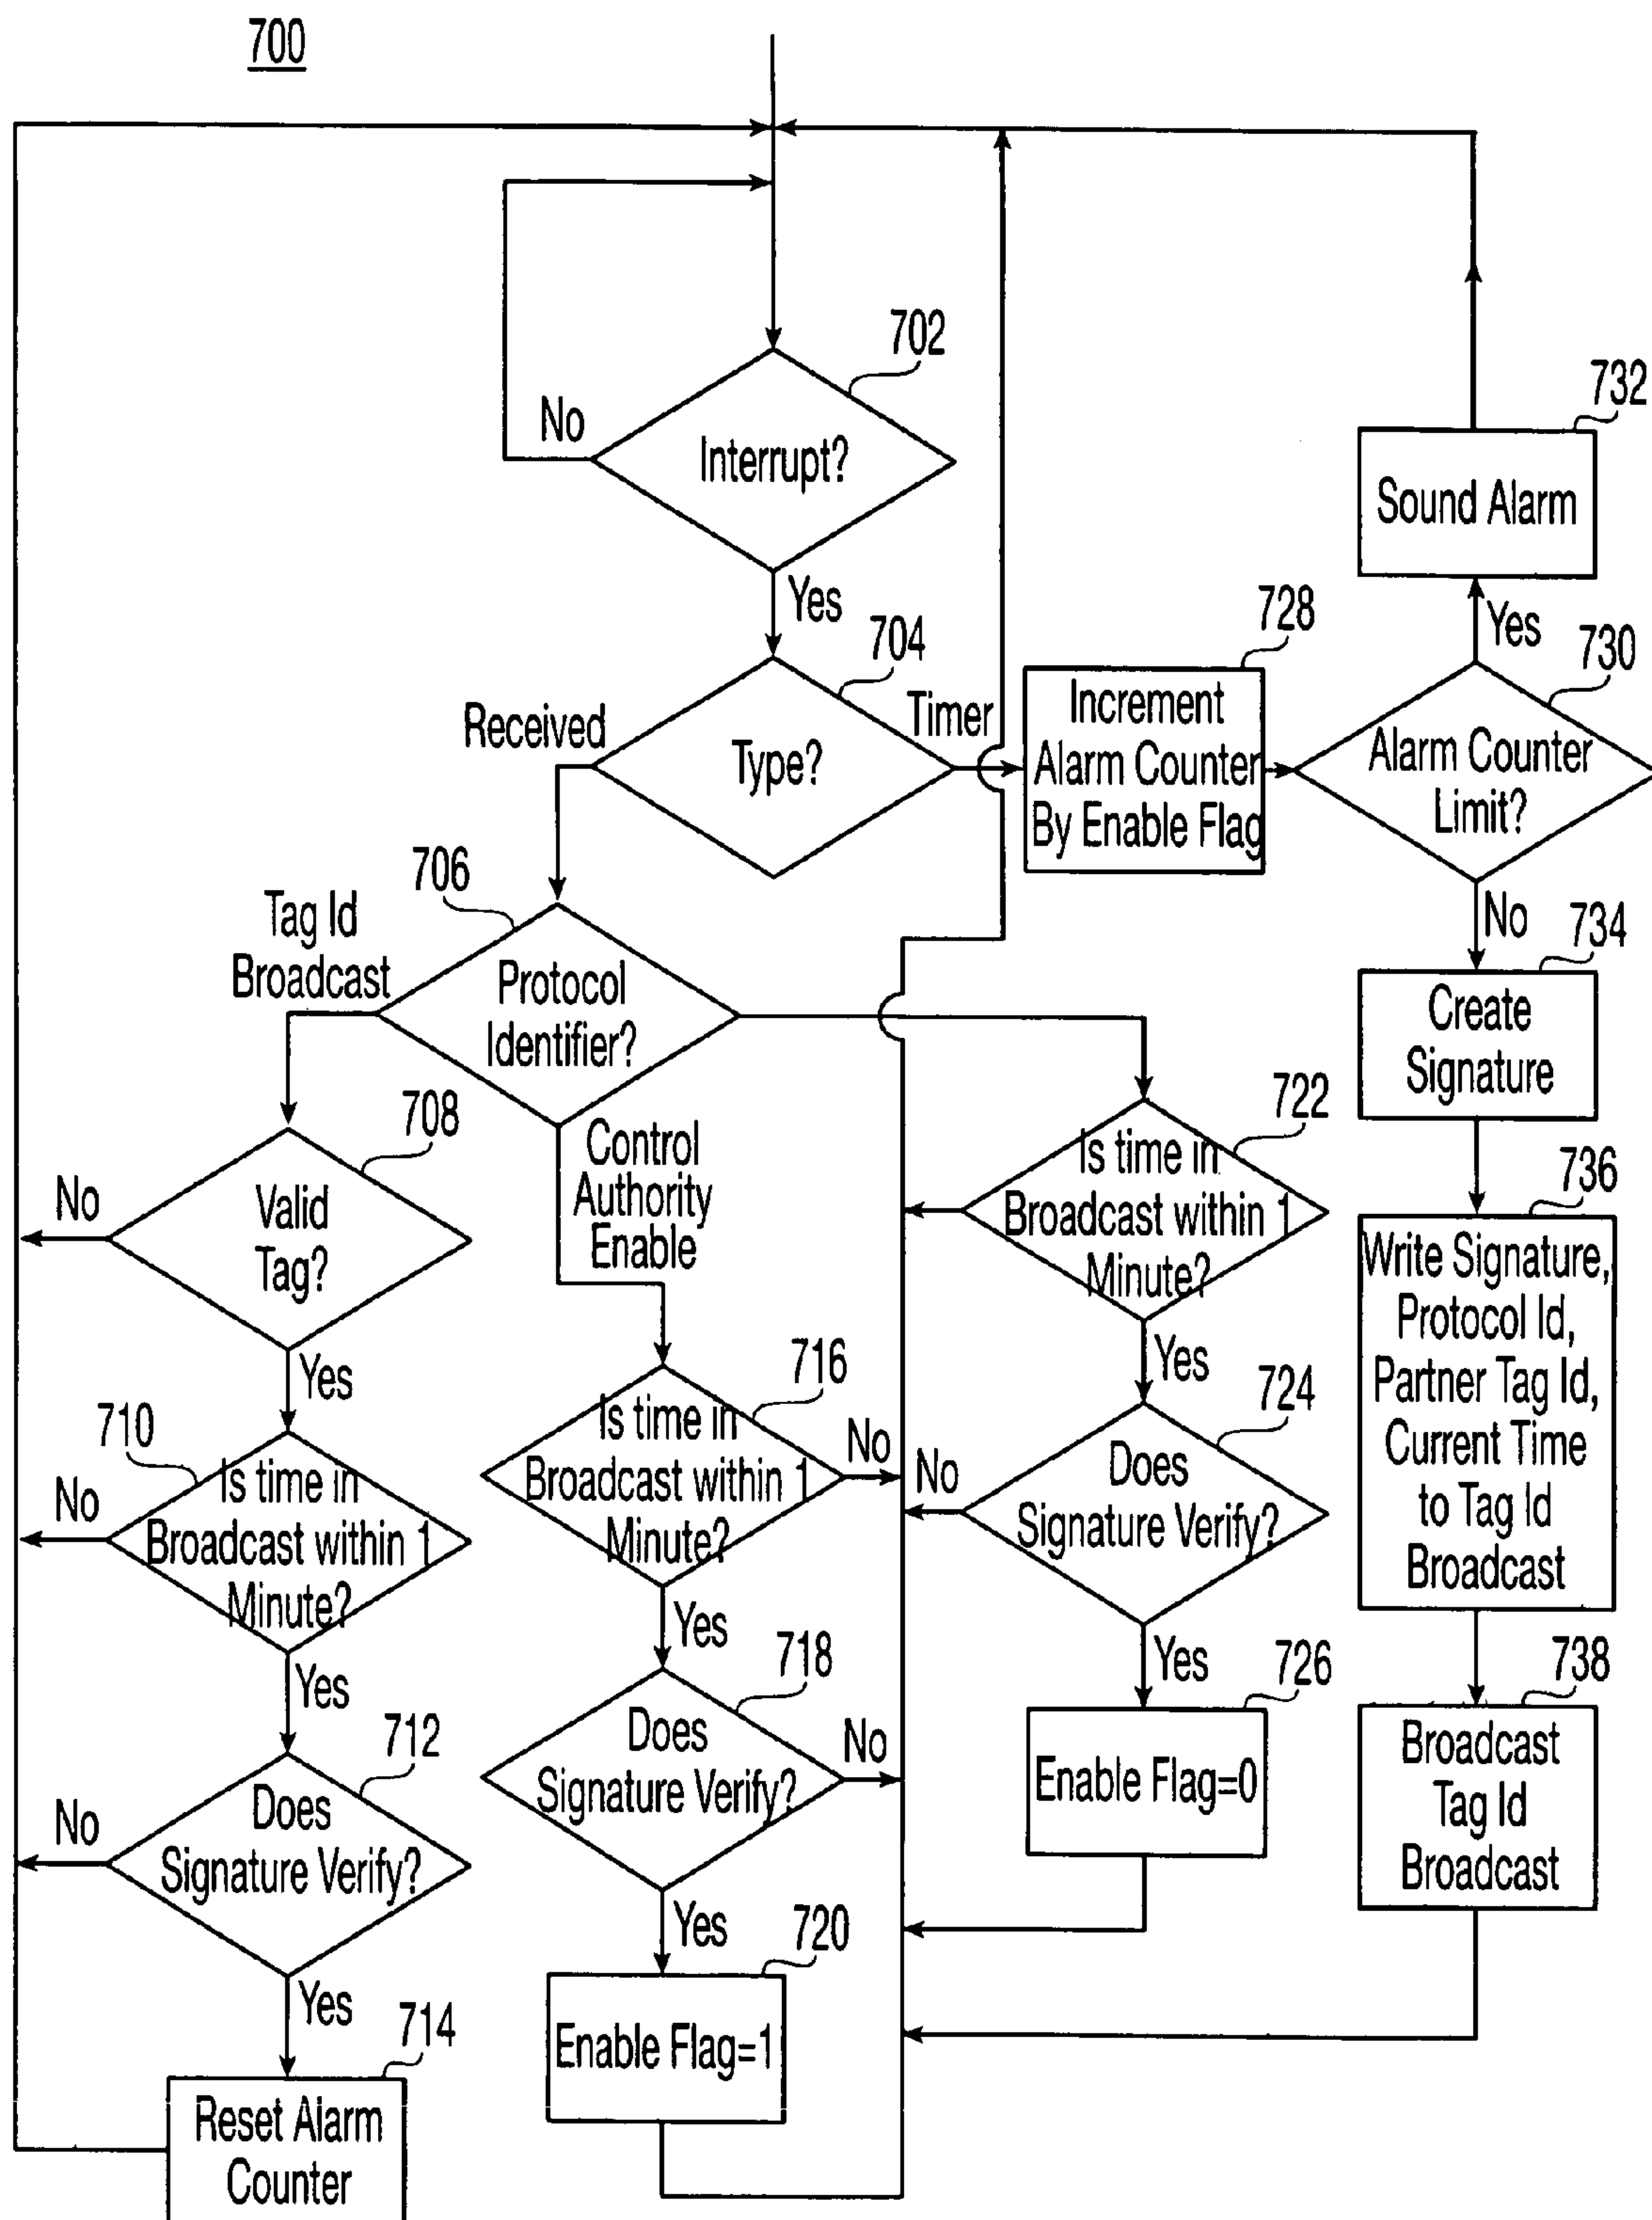 700
702
No
Interrupt?
Yes
732
Sound Alarm
Yes
704
Received
Type?
Timer
728
Increment
Alarm Counter
By Enable Flag
730
Alarm Counter
Limit?
No
706
Tag Id
Broadcast
Protocol
Identifier?
734
Create
Signature
708
No
Valid
Tag?
Yes
Control
Authority
Enable
722
Is time in
Broadcast within 1
Minute?
Yes
736
Write Signature,
Protocol Id,
Partner Tag Id,
Current Time
to Tag Id
Broadcast
710
No
Is time in
Broadcast within 1
Minute?
Yes
716
Is time in
Broadcast within 1
Minute?
No
Yes
724
No
Does
Signature Verify?
Yes
712
No
Does
Signature Verify?
Yes
718
Does
Signature Verify?
No
Yes
726
Enable Flag=0
738
Broadcast
Tag Id
Broadcast
714
Reset Alarm
Counter
720
Enable Flag=1